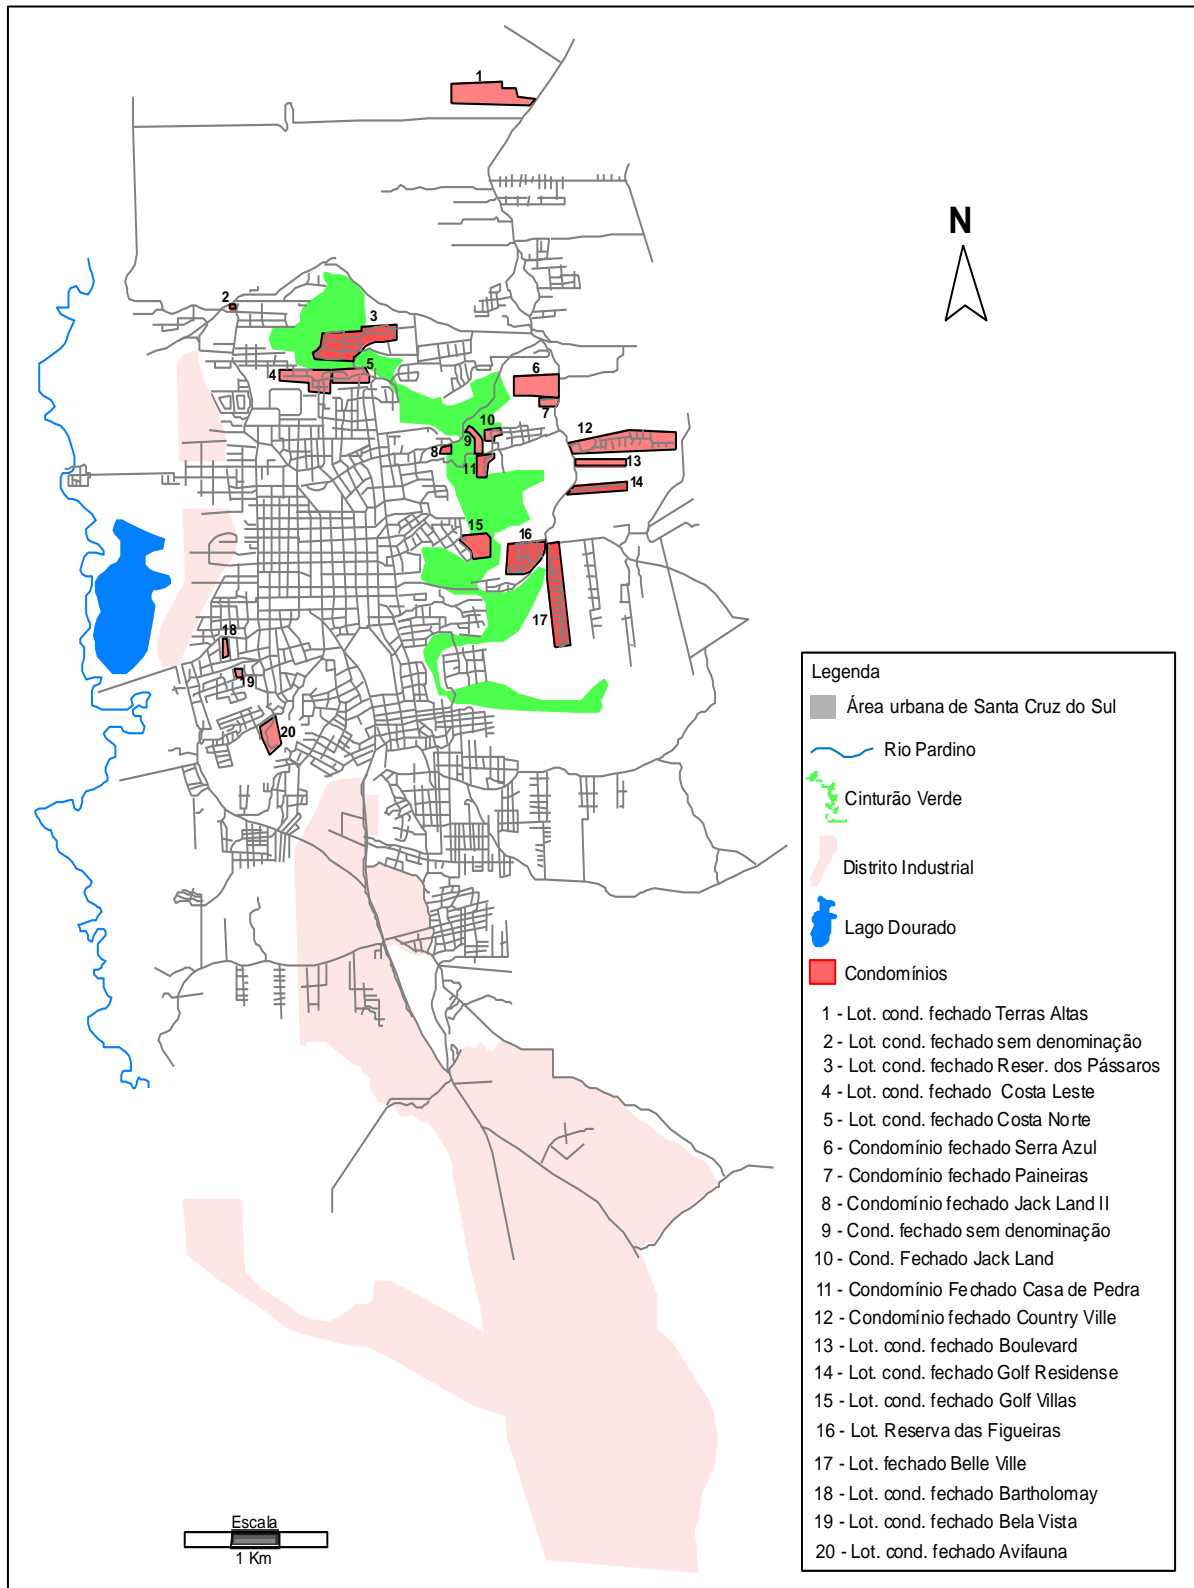 1
N
2
3
5
4
6
7
10
12
9
8
13
11
14
15
16
17
18
19
20
Legenda
Área urbana de Santa Cruz do Sul
Rio Pardino
Cinturão Verde
Distrito Industrial
Lago Dourado
Condomínios
1 - Lot. cond. fechado Terras Altas
2 - Lot. cond. fechado sem denominação
3 - Lot. cond. fechado Reser. dos Pássaros
4 - Lot. cond. fechado Costa Leste
5 - Lot. cond. fechado Costa Norte
6 - Condomínio fechado Serra Azul
7 - Condomínio fechado Paineiras
8 - Condomínio fechado Jack Land II
9 - Cond. fechado sem denominação
10 - Cond. Fechado Jack Land
11 - Condomínio Fechado Casa de Pedra
12 - Condomínio fechado Country Ville
13 - Lot. cond. fechado Boulevard
14 - Lot. cond. fechado Golf Residense
15 - Lot. cond. fechado Golf Villas
16 - Lot. Reserva das Figueiras
17 - Lot. fechado Belle Ville
18 - Lot. cond. fechado Bartholomay
19 - Lot. cond. fechado Bela Vista
20 - Lot. cond. fechado Avifauna
Escala
1 Km